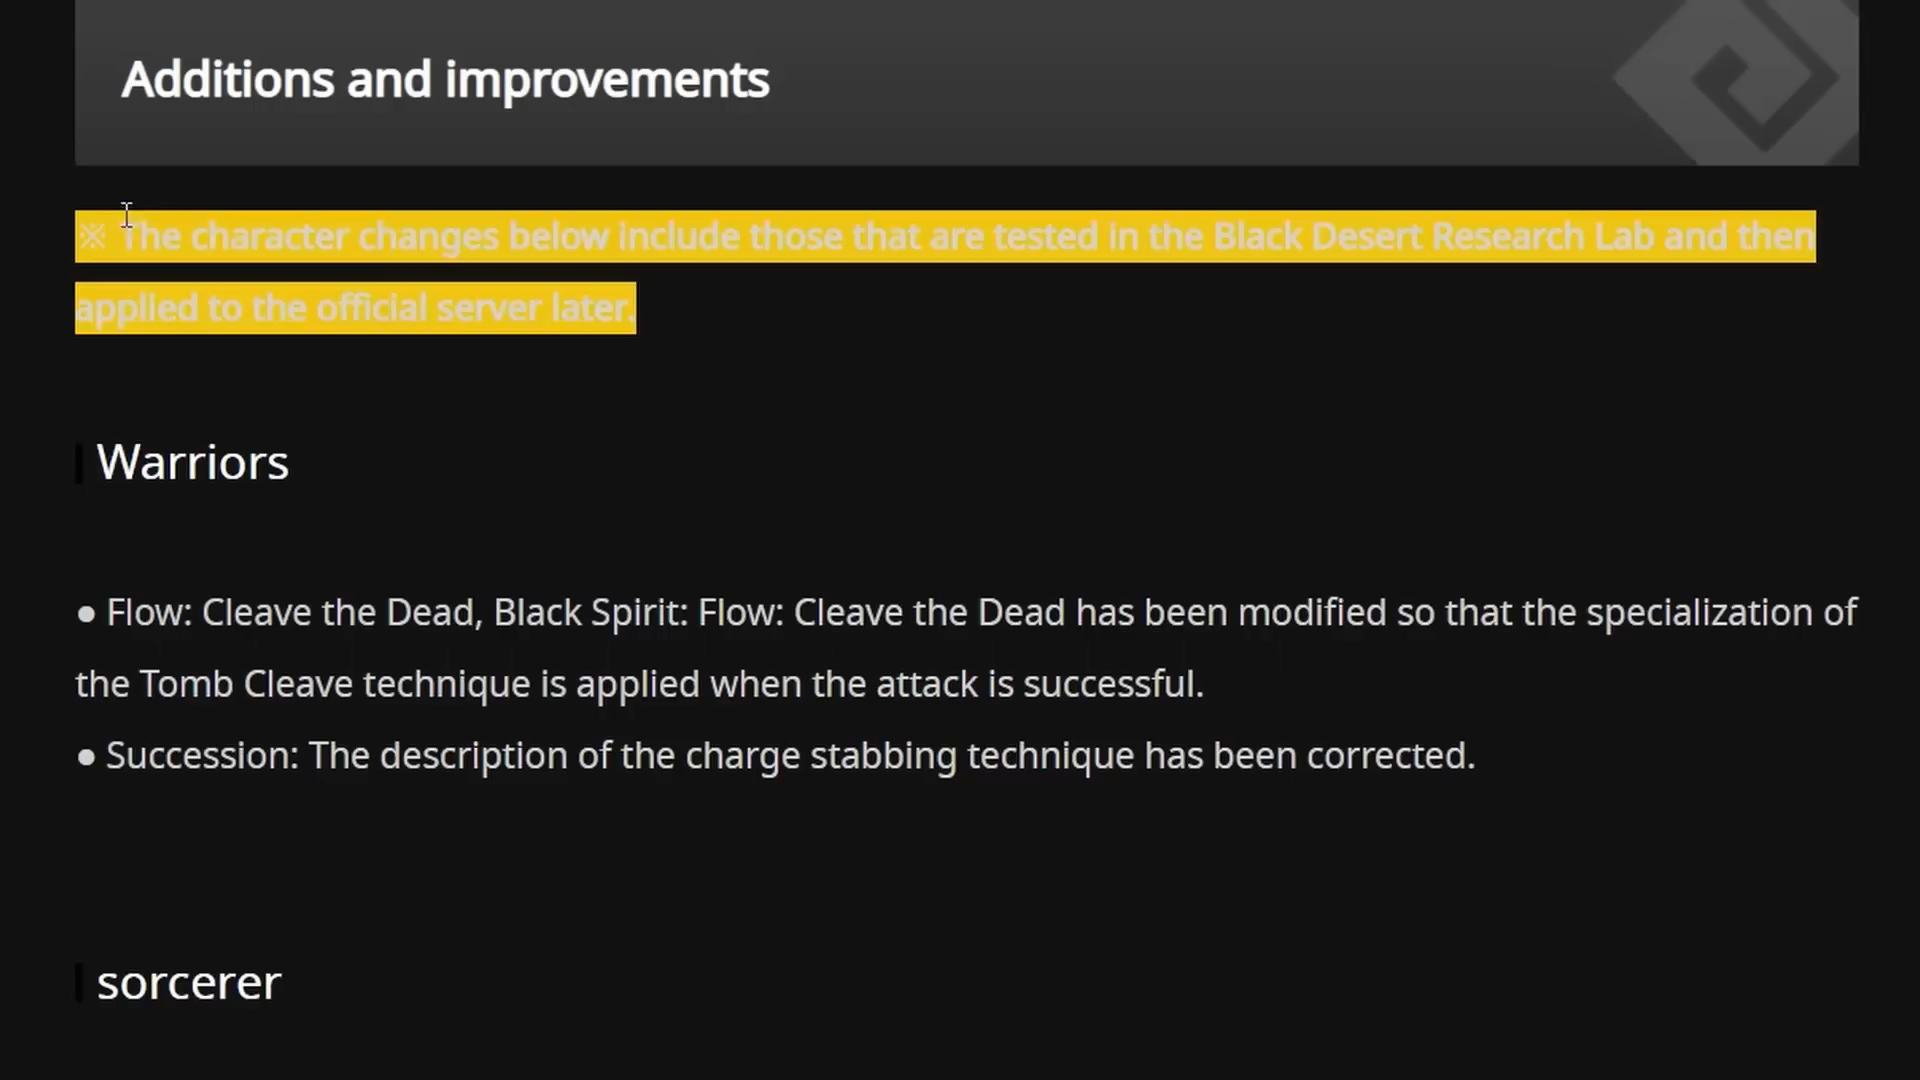 Additions and improvements
※ The character changes below include those that are tested in the Black Desert Research Lab and then
applied to the official server later.
Warriors
● Flow: Cleave the Dead, Black Spirit: Flow: Cleave the Dead has been modified so that the specialization of
the Tomb Cleave technique is applied when the attack is successful.
● Succession: The description of the charge stabbing technique has been corrected.
sorcerer